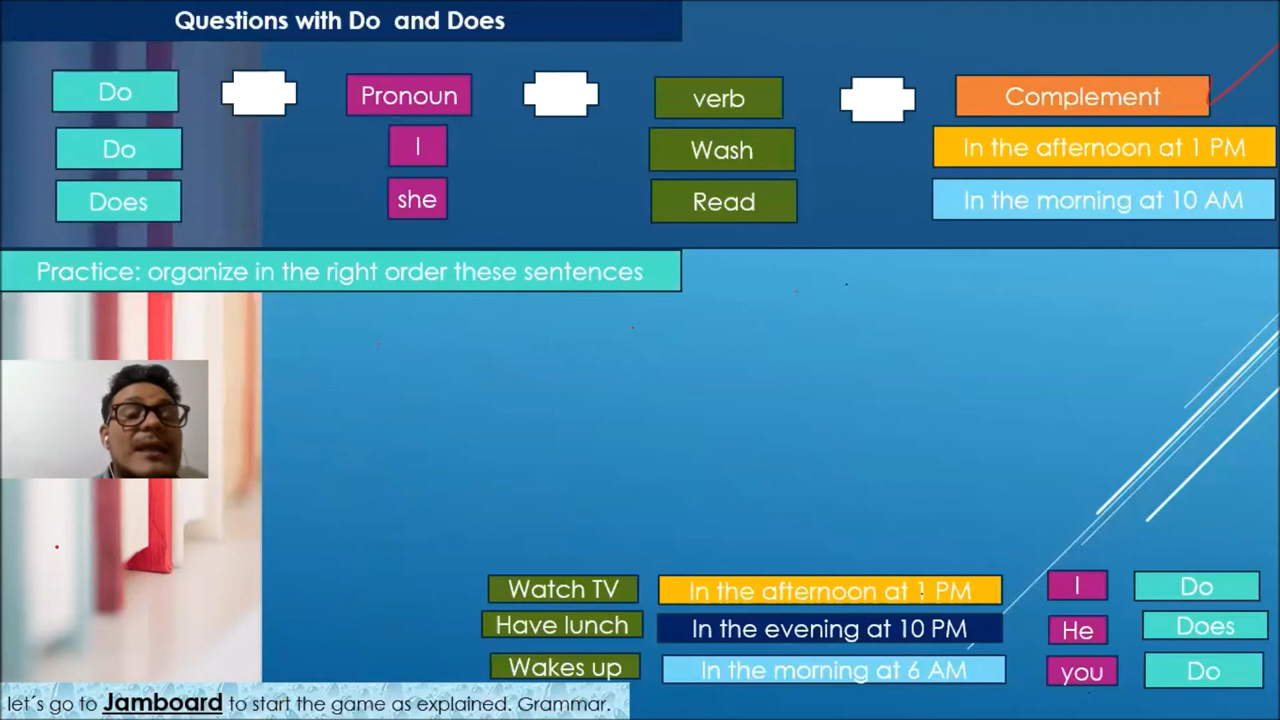 Questions with Do and Does
Do Pronoun verb Complement
Do I Wash In the afternoon at 1 PM
Does she Read In the morning at 10 AM
Practice: organize in the right order these sentences
Watch TV In the afternoon at 1 PM I Do
Have lunch In the evening at 10 PM He Does
Wakes up In the morning at 6 AM you Do
let´s go to Jamboard to start the game as explained. Grammar.